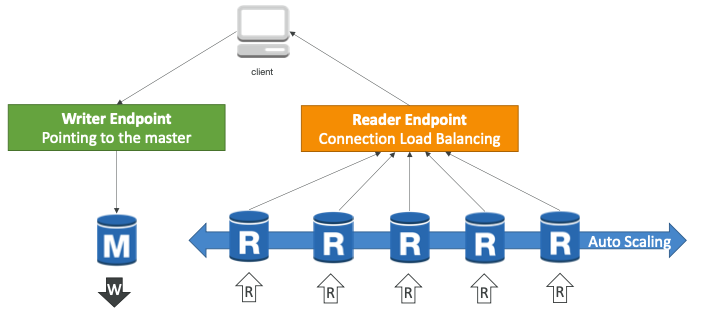 client
Writer Endpoint
Pointing to the master
Reader Endpoint
Connection Load Balancing
M
R
R
R
R
R
Auto Scaling
W
R
R
R
R
R